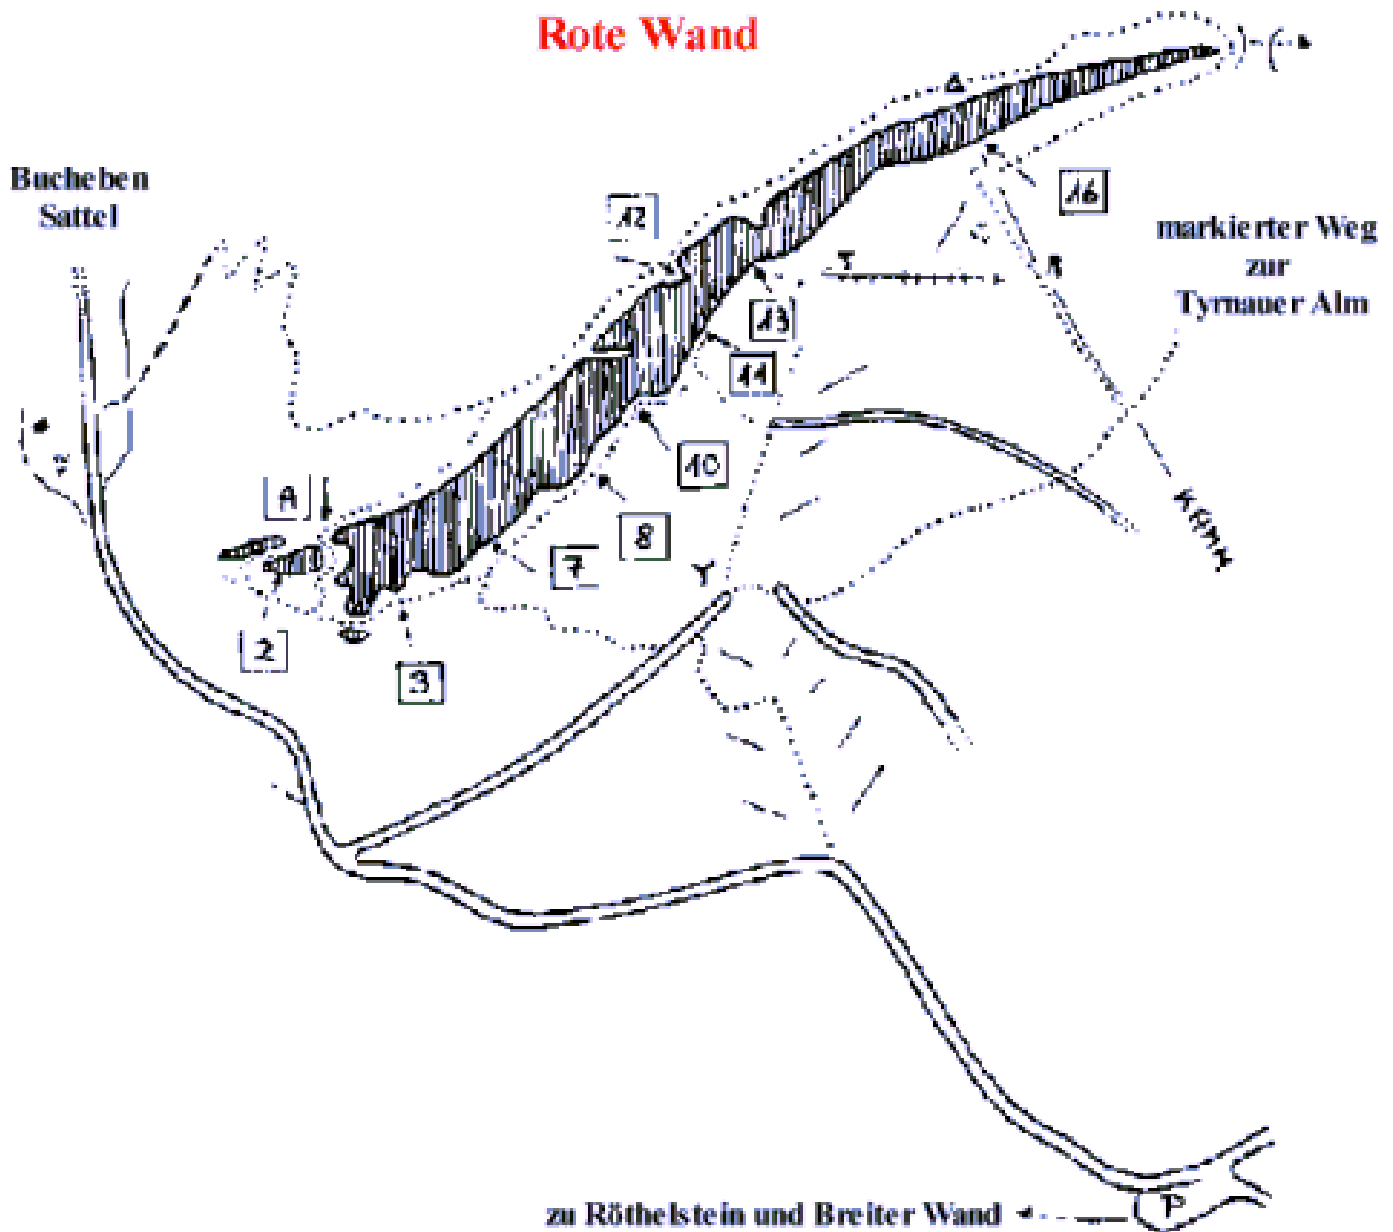 Rote Wand
Bucheben
Sattel
12
16
markierter Weg
zur
Tyrnauer Alm
13
11
10
A
8
7
2
3
KAMM
P
zu Röthelstein und Breiter Wand